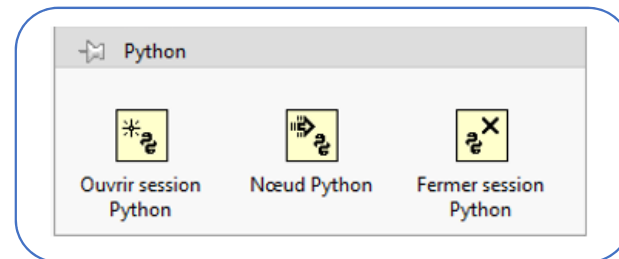 Python
Ouvrir session
Python
Nœud Python
Fermer session
Python